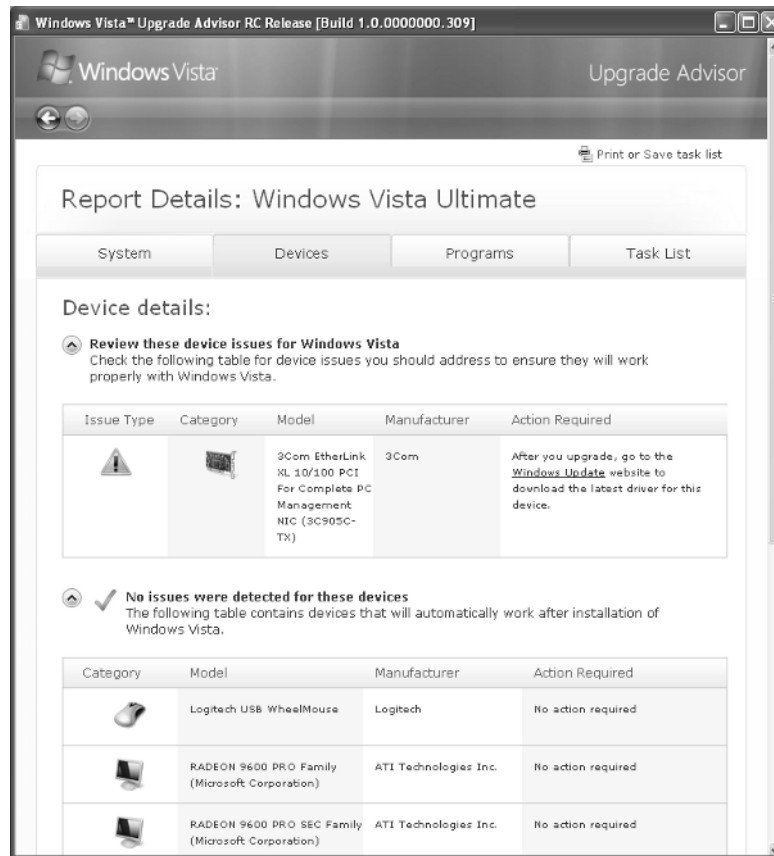 Windows Vista™ Upgrade Advisor RC Release [Build 1.0.0000000.309]
Windows Vista™
Upgrade Advisor
Print or Save task list
Report Details: Windows Vista Ultimate
System Devices Programs Task List
Device details:
Review these device issues for Windows Vista
Check the following table for device issues you should address to ensure they will work
properly with Windows Vista.
Issue Type Category Model Manufacturer Action Required
3Com EtherLink
XL 10/100 PCI
For Complete PC
Management
NIC (3C905C-
TX)
3Com
After you upgrade, go to the
Windows Update website to
download the latest driver for this
device.
No issues were detected for these devices
The following table contains devices that will automatically work after installation of
Windows Vista.
Category Model Manufacturer Action Required
Logitech USB WheelMouse Logitech No action required
RADEON 9600 PRO Family
(Microsoft Corporation)
ATI Technologies Inc. No action required
RADEON 9600 PRO SEC Family
(Microsoft Corporation)
ATI Technologies Inc. No action required